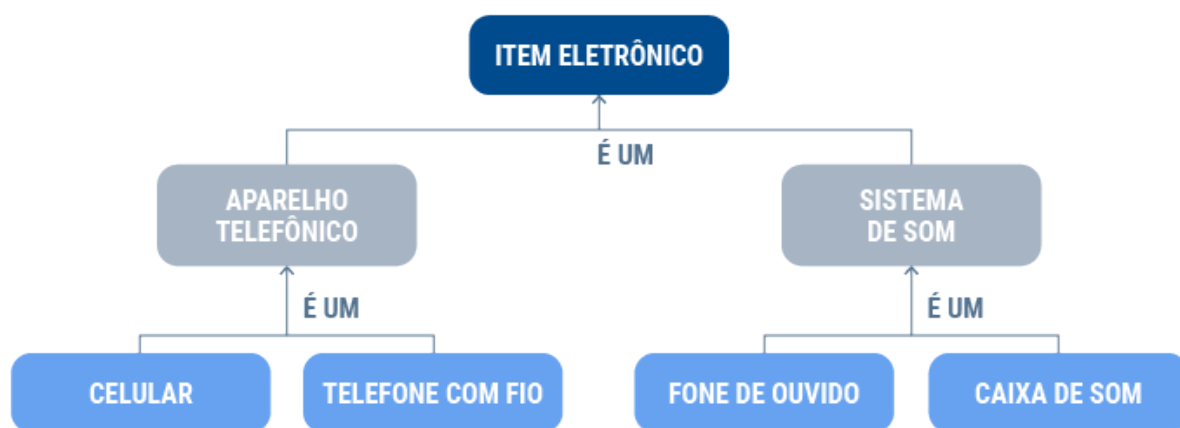 ITEM ELETRÔNICO
É UM
APARELHO
TELEFÔNICO
SISTEMA
DE SOM
É UM
É UM
CELULAR
TELEFONE COM FIO
FONE DE OUVIDO
CAIXA DE SOM